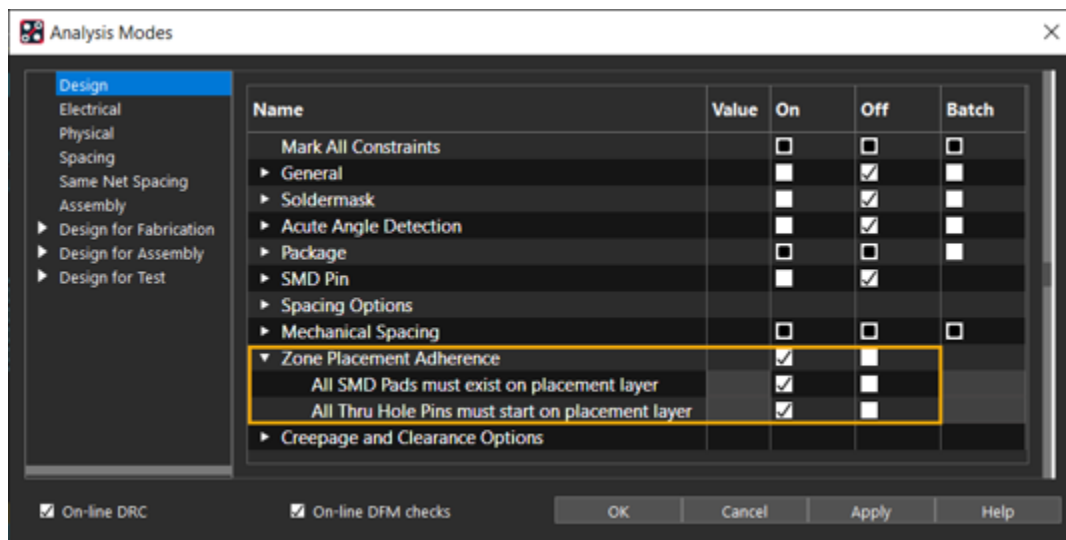 Analysis Modes
Design
Electrical
Physical
Spacing
Same Net Spacing
Assembly
Design for Fabrication
Design for Assembly
Design for Test
Name Value On Off Batch
Mark All Constraints
General
Soldermask
Acute Angle Detection
Package
SMD Pin
Spacing Options
Mechanical Spacing
Zone Placement Adherence
All SMD Pads must exist on placement layer
All Thru Hole Pins must start on placement layer
Creepage and Clearance Options
On-line DRC On-line DFM checks OK Cancel Apply Help